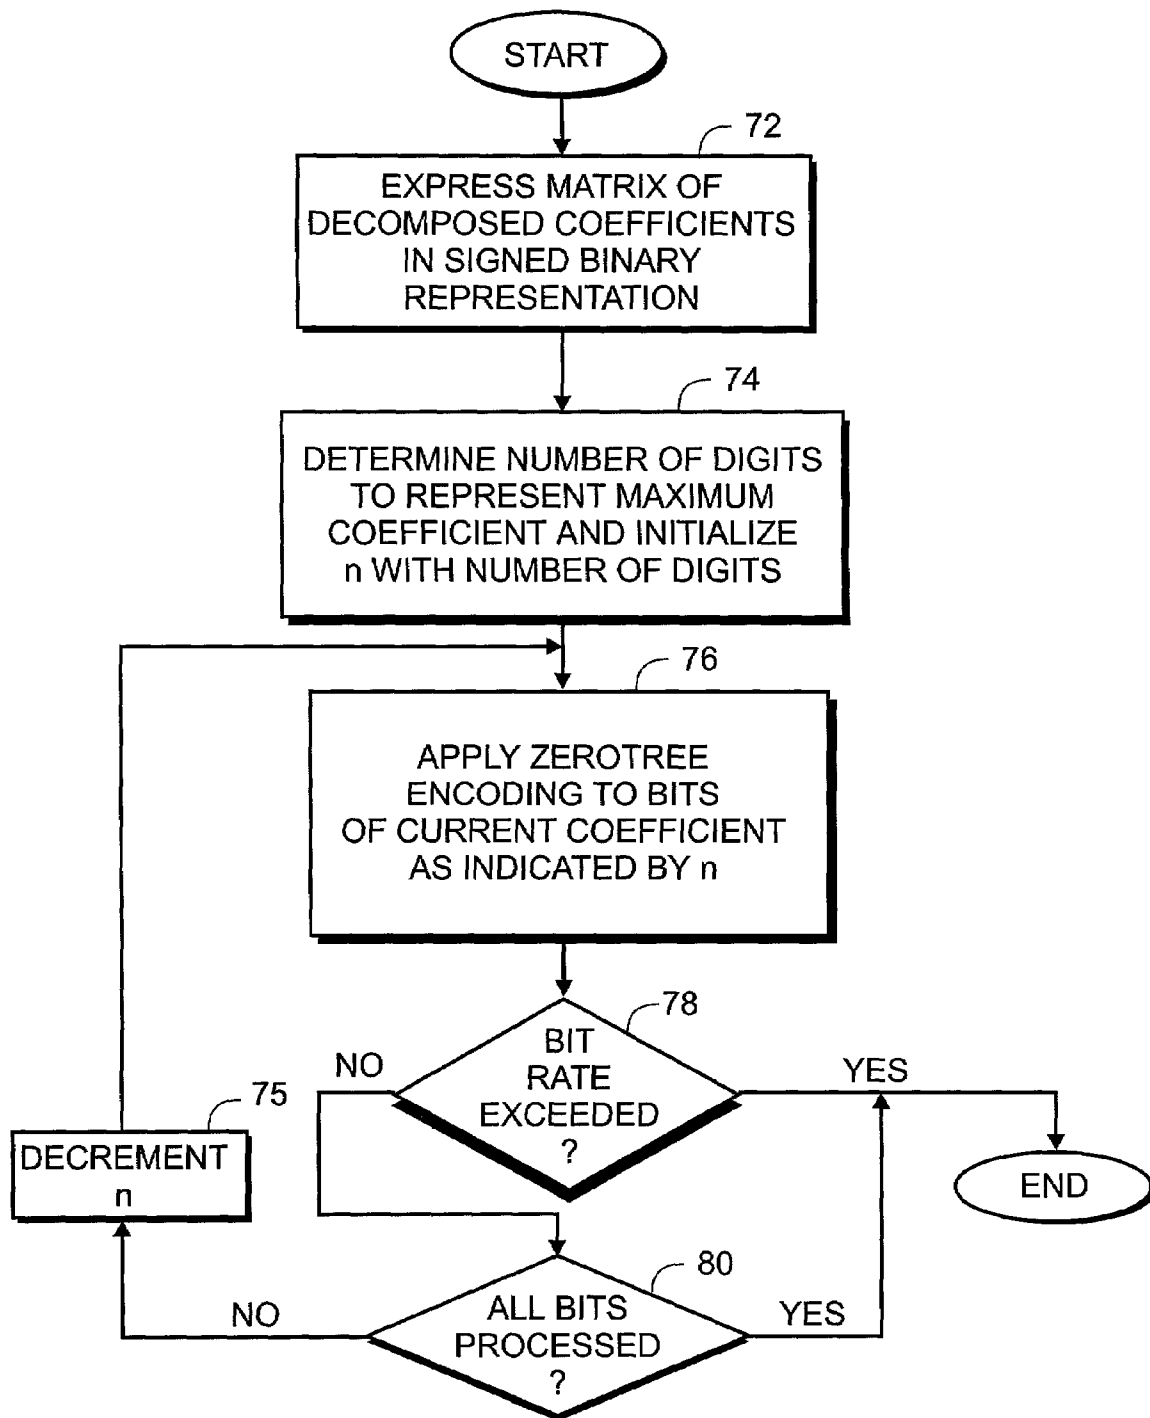 START
72
EXPRESS MATRIX OF
DECOMPOSED COEFFICIENTS
IN SIGNED BINARY
REPRESENTATION
74
DETERMINE NUMBER OF DIGITS
TO REPRESENT MAXIMUM
COEFFICIENT AND INITIALIZE
n WITH NUMBER OF DIGITS
76
APPLY ZEROTREE
ENCODING TO BITS
OF CURRENT COEFFICIENT
AS INDICATED BY n
78
BIT
RATE
EXCEEDED
?
NO
YES
75
DECREMENT
n
END
80
ALL BITS
PROCESSED
?
NO
YES